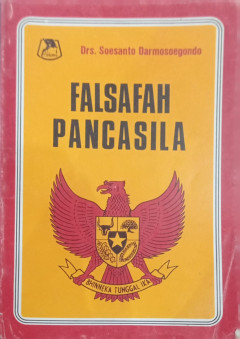 Drs. Soesanto Darmosoegondo
FALSAFAH
PANCASILA
BHINNEKA TUNGGAL IKA